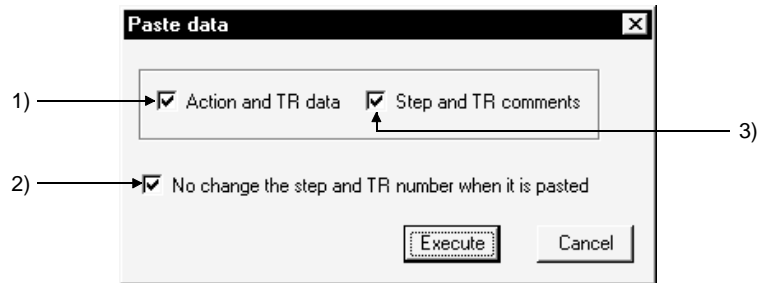 Paste data
1) Action and TR data Step and TR comments
3)
2) No change the step and TR number when it is pasted
Execute Cancel